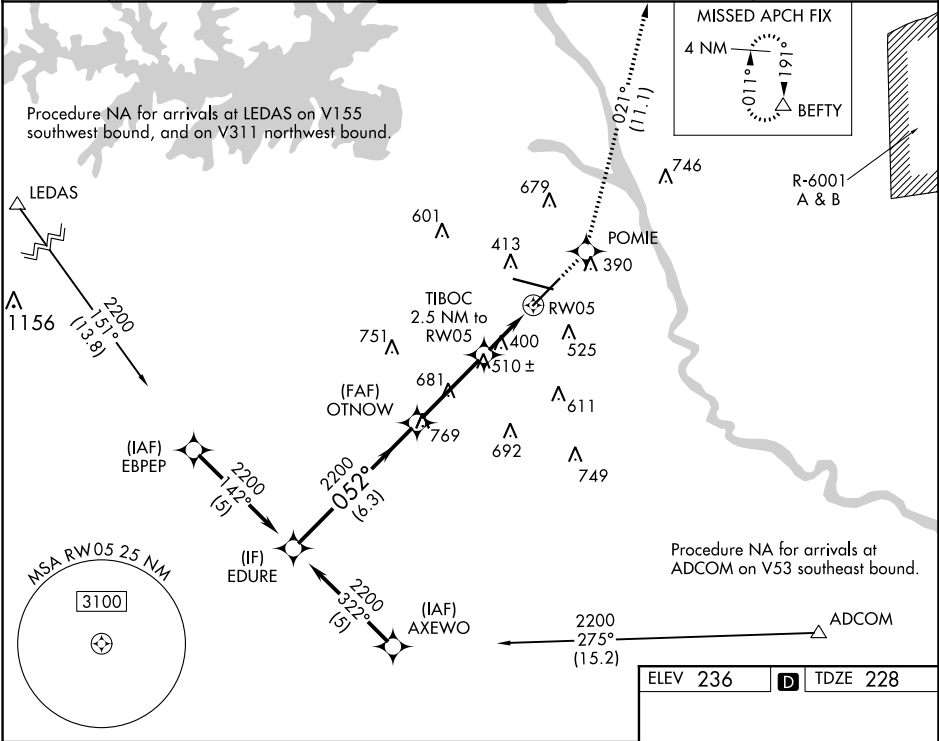 MISSED APCH FIX
4 NM
011°
191°
BEFTY
Procedure NA for arrivals at LEDAS on V155
southwest bound, and on V311 northwest bound.
021°
(11.1)
R-6001
A & B
746
679
LEDAS
601
413
POMIE
390
1156
2200
151°
(13.8)
TIBOC
2.5 NM to
RW05
RW05
751
400
525
510 ±
681
(FAF)
OTNOW
611
769
692
749
(IAF)
EBPEP
2200
142°
(5)
2200
052°
(6.3)
(IF)
EDURE
MSA RW05 25 NM
3100
2200
322°
(5)
(IAF)
AXEWO
Procedure NA for arrivals at
ADCOM on V53 southeast bound.
2200
275°
(15.2)
ADCOM
ELEV 236 D TDZE 228